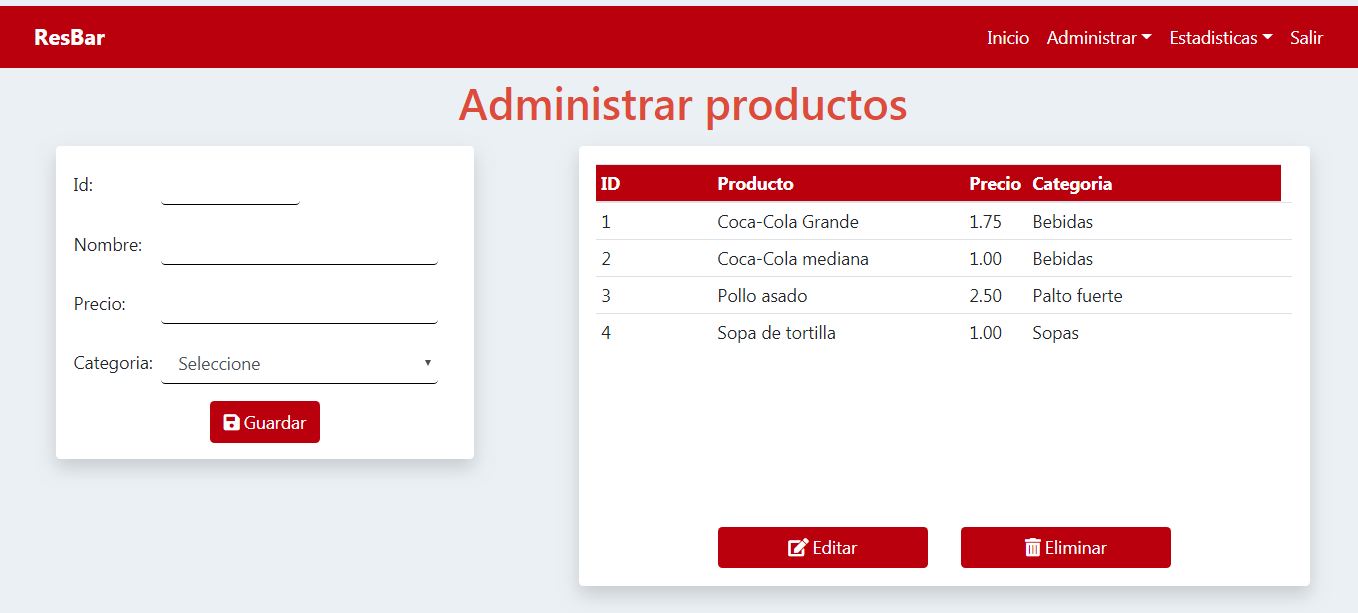 ResBar Inicio Administrar Estadisticas Salir
Administrar productos
Id:
Nombre:
Precio:
Categoria: Seleccione
Guardar
ID Producto Precio Categoria
1 Coca-Cola Grande 1.75 Bebidas
2 Coca-Cola mediana 1.00 Bebidas
3 Pollo asado 2.50 Palto fuerte
4 Sopa de tortilla 1.00 Sopas
Editar Eliminar